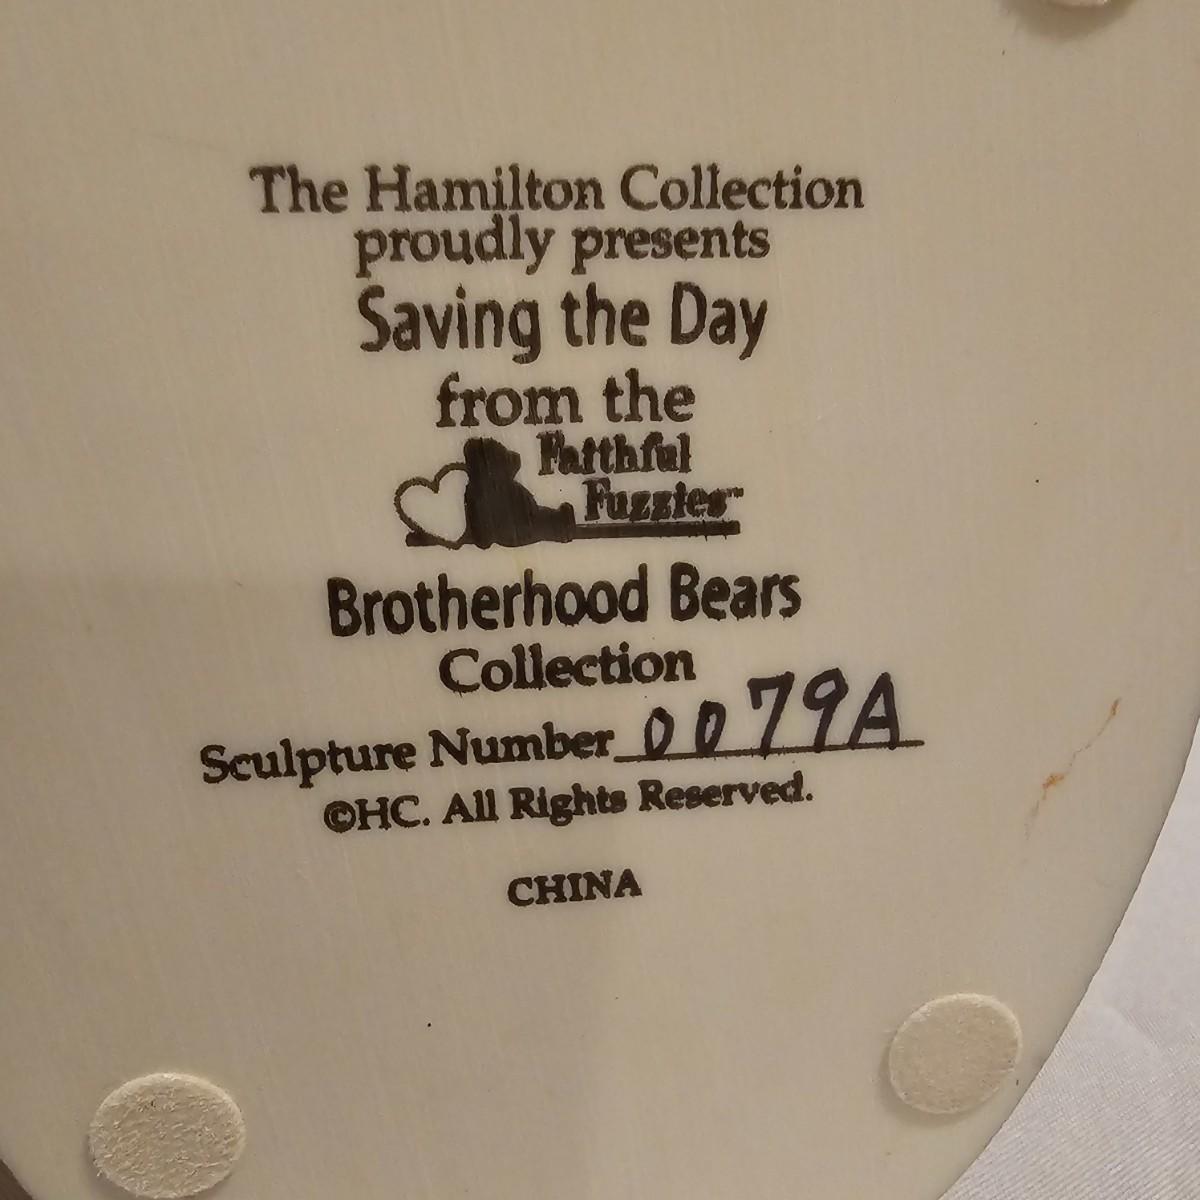 The Hamilton Collection
proudly presents
Saving the Day
from the
Faithful
Fuzzies™
Brotherhood Bears
Collection
Sculpture Number 0079A
©HC. All Rights Reserved.
CHINA